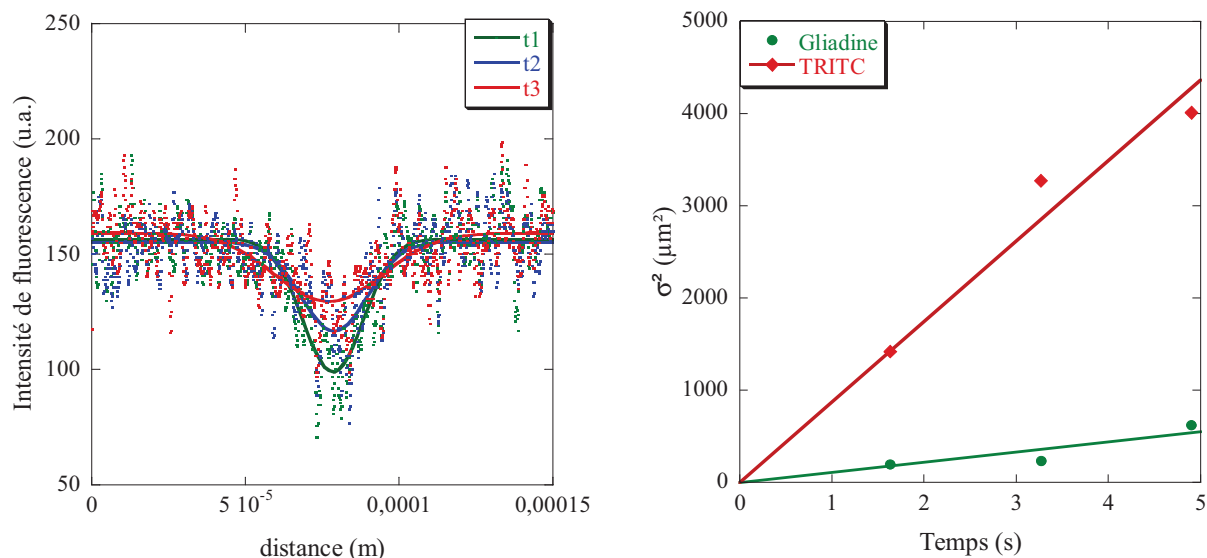 250
200
150
100
50
0
5 10⁻⁵
0,0001
0,00015
Intensité de fluorescence (u.a.)
distance (m)
t1
t2
t3
5000
4000
3000
2000
1000
0
0
1
2
3
4
5
σ² (µm²)
Temps (s)
Gliadine
TRITC